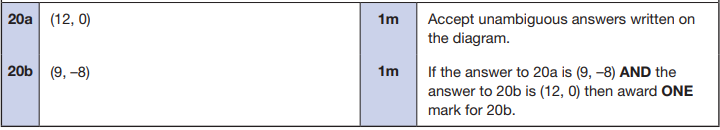 20a (12, 0) 1m Accept unambiguous answers written on
the diagram.
20b (9, –8) 1m If the answer to 20a is (9, –8) AND the
answer to 20b is (12, 0) then award ONE
mark for 20b.